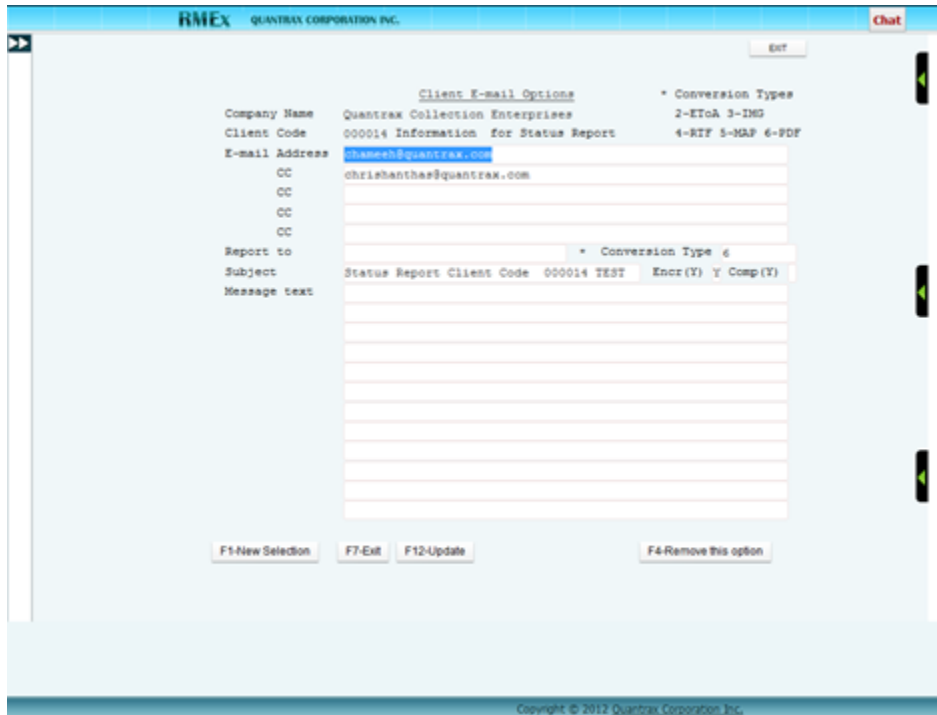 RMEx QUANTRAX CORPORATION INC. Chat
EXIT
Client E-mail Options * Conversion Types
Company Name Quantrax Collection Enterprises 2-EToA 3-IMG
Client Code 000014 Information for Status Report 4-RTF 5-MAP 6-PDF
E-mail Address chameeh@quantrax.com
CC chrishanthas@quantrax.com
CC
CC
CC
Report to * Conversion Type 6
Subject Status Report Client Code 000014 TEST Encr(Y) Y Comp(Y)
Message text
F1-New Selection F7-Exit F12-Update F4-Remove this option
Copyright © 2012 Quantrax Corporation Inc.